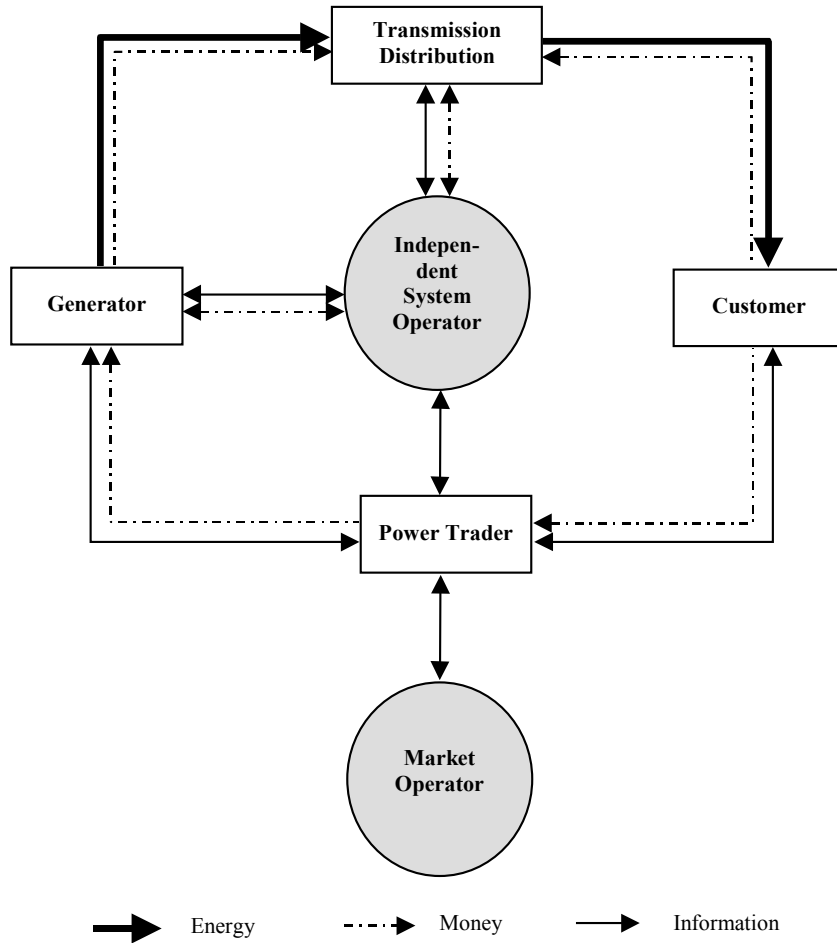 Transmission
Distribution
Indepen-
dent
System
Operator
Generator
Customer
Power Trader
Market
Operator
Energy
Money
Information